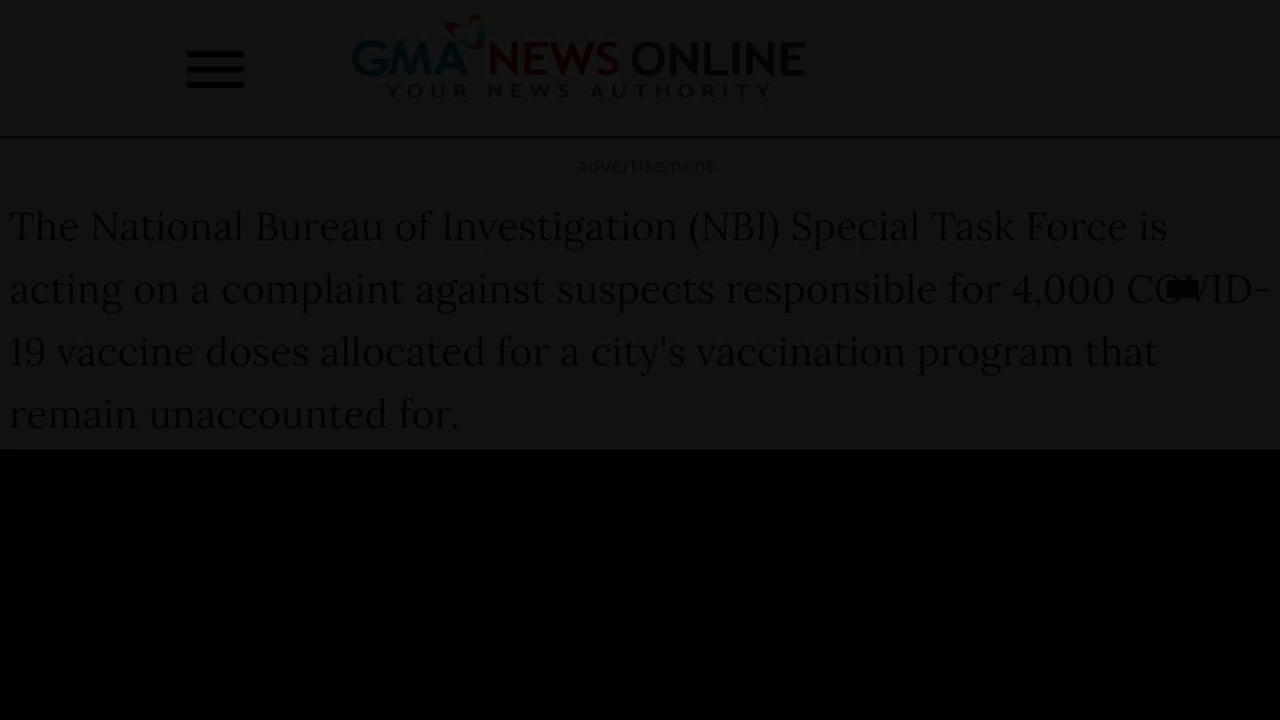 GMA NEWS ONLINE
YOUR NEWS AUTHORITY
advertisement
The National Bureau of Investigation (NBI) Special Task Force is
acting on a complaint against suspects responsible for 4,000 COVID-
19 vaccine doses allocated for a city's vaccination program that
remain unaccounted for.